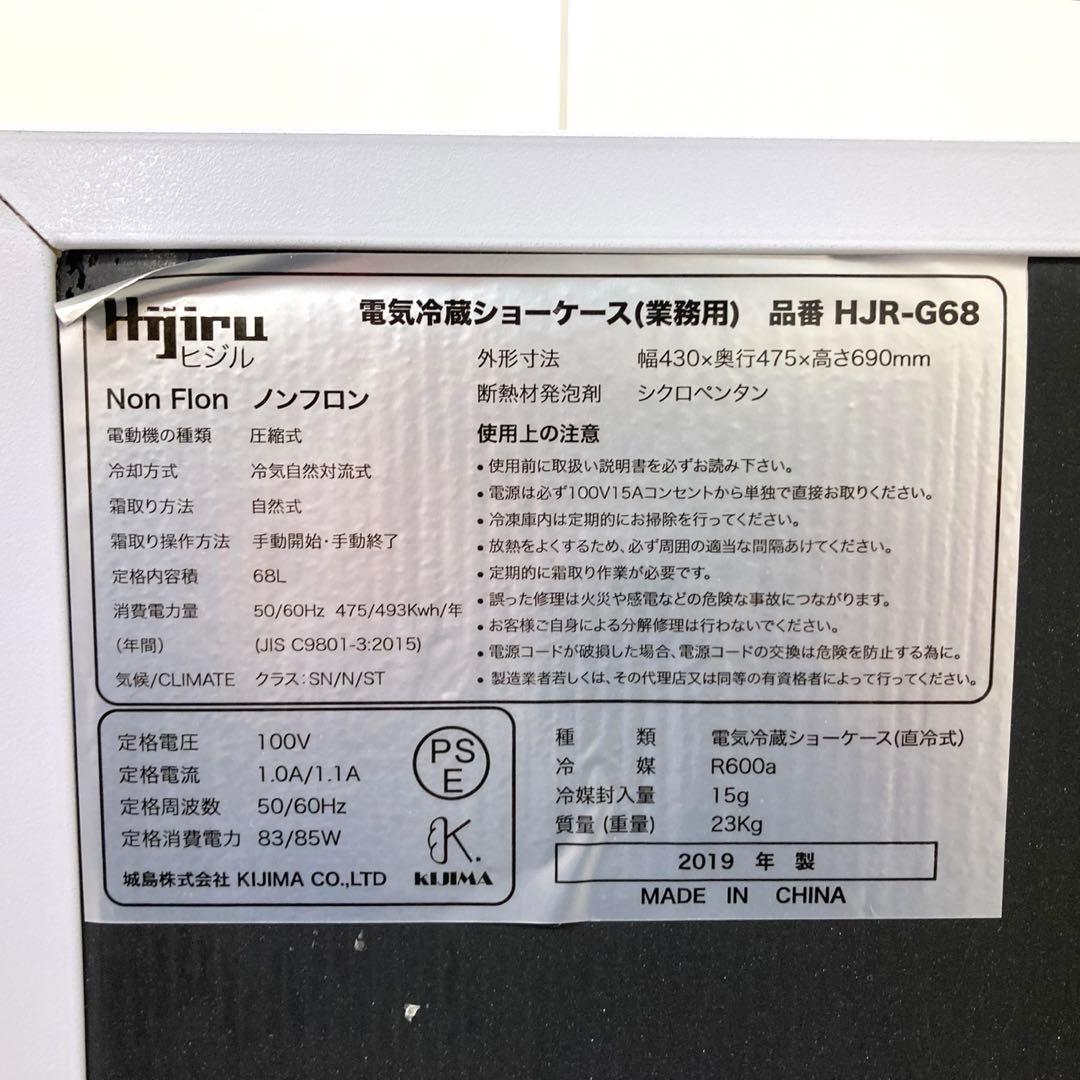 Hijiru
ヒジル
電気冷蔵ショーケース(業務用) 品番 HJR-G68
外形寸法 幅430×奥行475×高さ690mm
断熱材発泡剤 シクロペンタン
Non Flon ノンフロン
電動機の種類 圧縮式
冷却方式 冷気自然対流式
霜取り方法 自然式
霜取り操作方法 手動開始・手動終了
定格内容積 68L
消費電力量 50/60Hz 475/493Kwh/年
(年間) (JIS C9801-3:2015)
気候/CLIMATE クラス:SN/N/ST
使用上の注意
• 使用前に取扱い説明書を必ずお読み下さい。
• 電源は必ず100V15Aコンセントから単独で直接お取りください。
• 冷凍庫内は定期的にお掃除を行ってください。
• 放熱をよくするため、必ず周囲の適当な間隔あけてください。
• 定期的に霜取り作業が必要です。
• 誤った修理は火災や感電などの危険な事故につながります。
• お客様ご自身による分解修理は行わないでください。
• 電源コードが破損した場合、電源コードの交換は危険を防止する為に。
• 製造業者若しくは、その代理店又は同等の有資格者によって行ってください。
定格電圧 100V
定格電流 1.0A/1.1A
定格周波数 50/60Hz
定格消費電力 83/85W
城島株式会社 KIJIMA CO.,LTD
PS
E
K.
KIJIMA
種類 電気冷蔵ショーケース(直冷式)
冷媒 R600a
冷媒封入量 15g
質量 (重量) 23Kg
2019 年 製
MADE IN CHINA